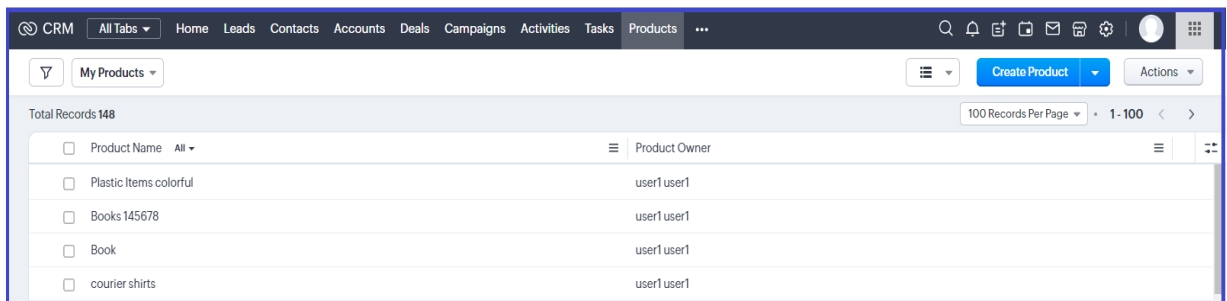 CRM All Tabs Home Leads Contacts Accounts Deals Campaigns Activities Tasks Products •••
My Products Create Product Actions
Total Records 148 100 Records Per Page • 1 - 100
Product Name All Product Owner
Plastic Items colorful user1 user1
Books 145678 user1 user1
Book user1 user1
courier shirts user1 user1